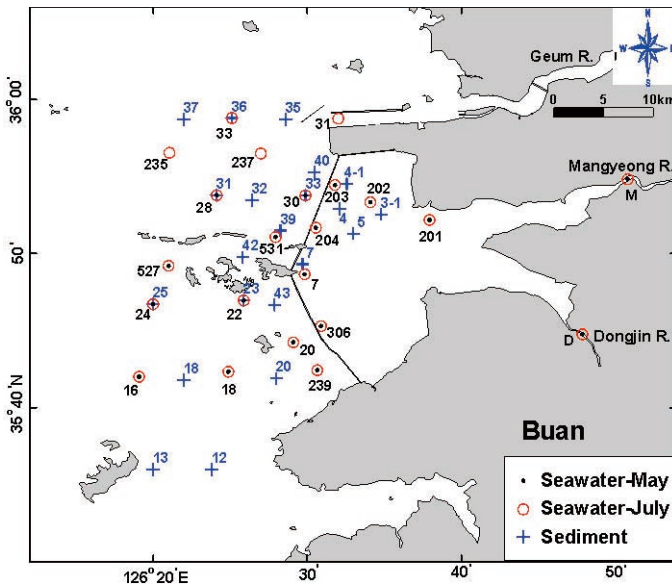 N
W E
S
Geum R.
36° 00'
0 5 10km
37 36 35
33 31
235 237
40
Mangyeong R.
31 32 33 4-1
28 30 203 202
M
39 4 5 3-1
531 204 201
50'
42 7
527 7
25 23 43
24 22
306
20
Dongjin R.
D
18 20
16 18 239
35° 40' N
Buan
13 12
Seawater-May
Seawater-July
Sediment
126° 20' E 30' 40' 50'